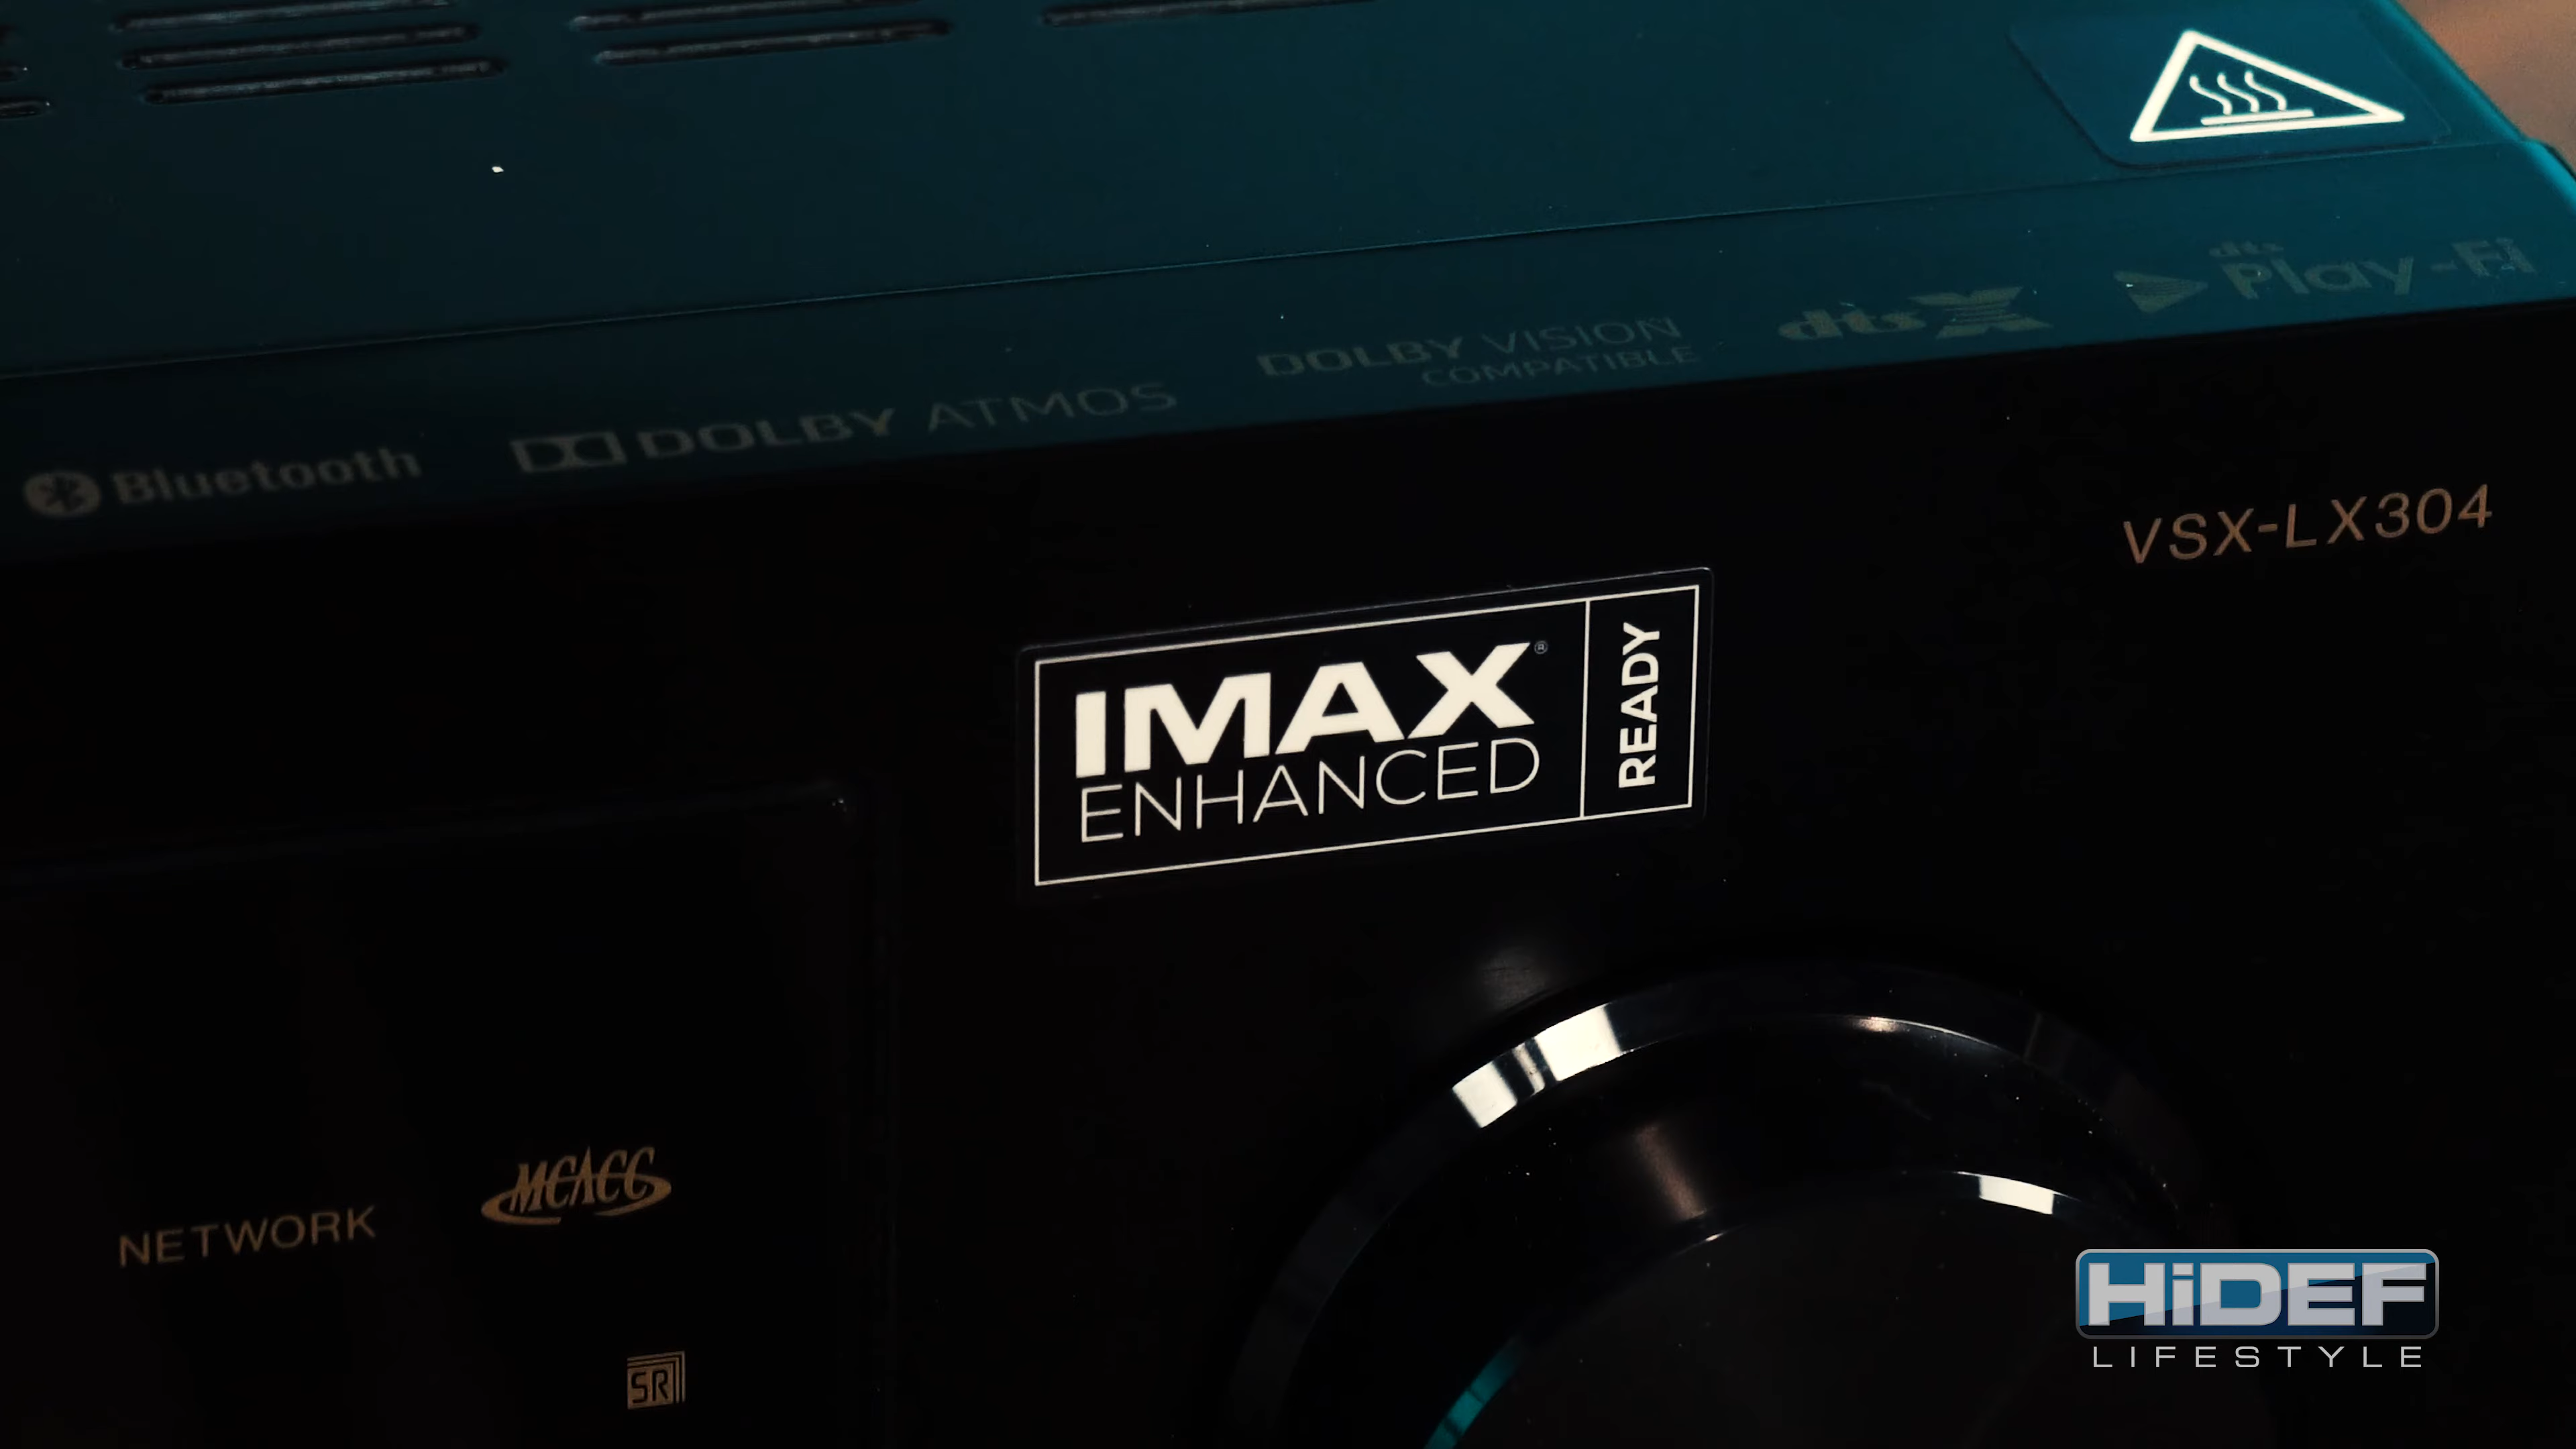 Bluetooth
DOLBY ATMOS
DOLBY VISION
COMPATIBLE
dts X
dts
Play-Fi
VSX-LX304
IMAX®
ENHANCED
READY
MCACC
NETWORK
SR
HiDEF
LIFESTYLE